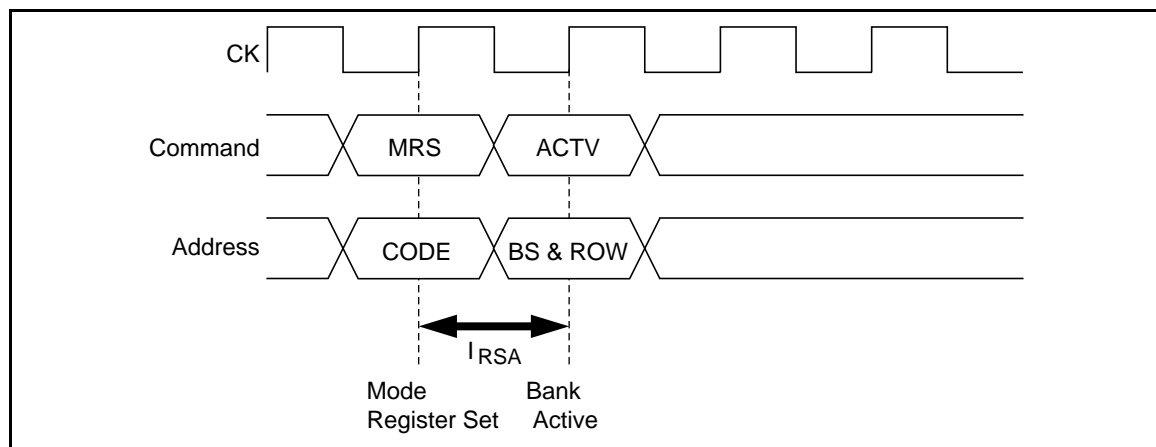 CK
Command
MRS
ACTV
Address
CODE
BS & ROW
I RSA
Mode
Register Set
Bank
Active